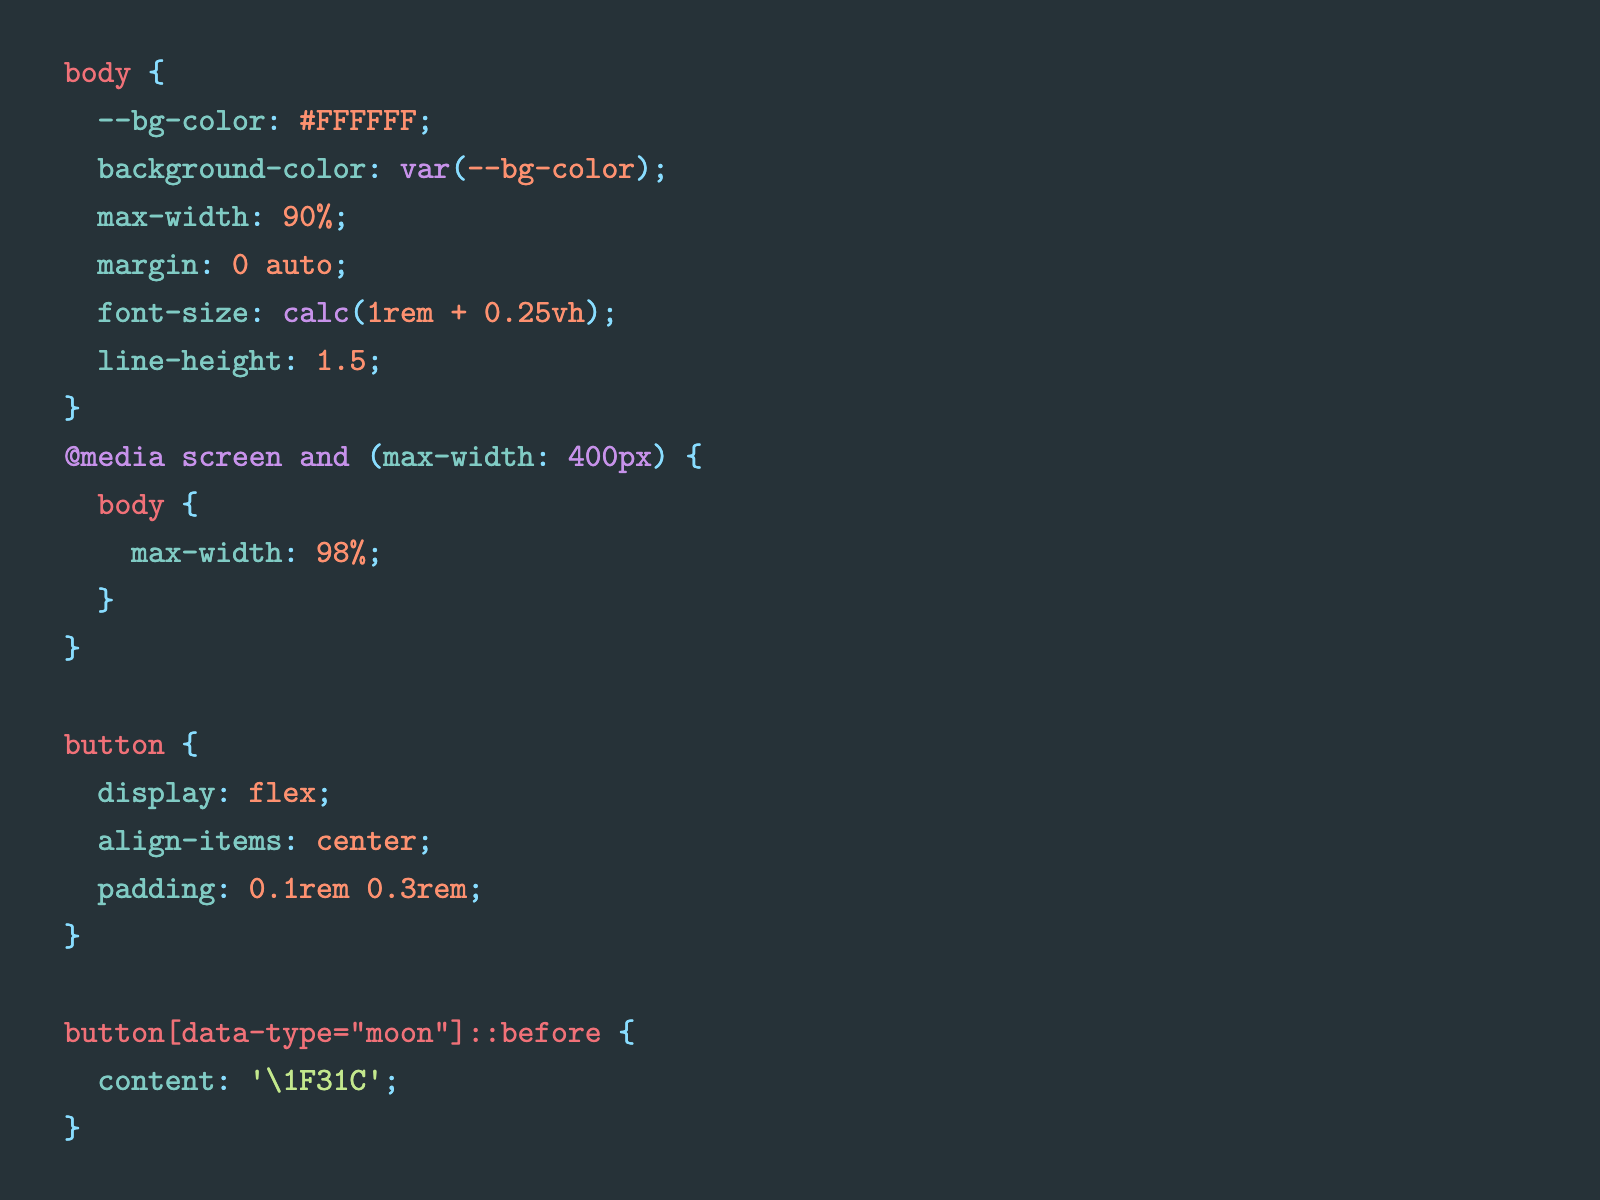 body {
  --bg-color: #FFFFFF;
  background-color: var(--bg-color);
  max-width: 90%;
  margin: 0 auto;
  font-size: calc(1rem + 0.25vh);
  line-height: 1.5;
}
@media screen and (max-width: 400px) {
  body {
    max-width: 98%;
  }
}

button {
  display: flex;
  align-items: center;
  padding: 0.1rem 0.3rem;
}

button[data-type="moon"]::before {
  content: '\1F31C';
}